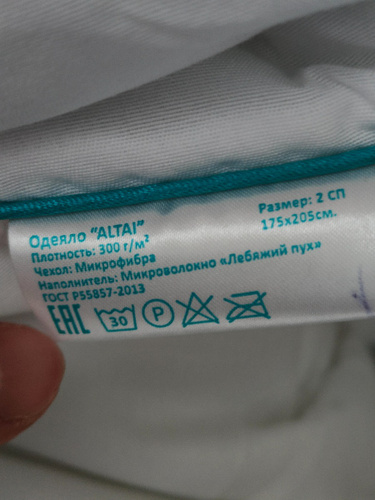 Размер: 2 СП
175х205см.
Одеяло "ALTAI"
Плотность: 300 г/м²
Чехол: Микрофибра
Наполнитель: Микроволокно «Лебяжий пух»
ГОСТ Р55857-2013
EAC 30 P